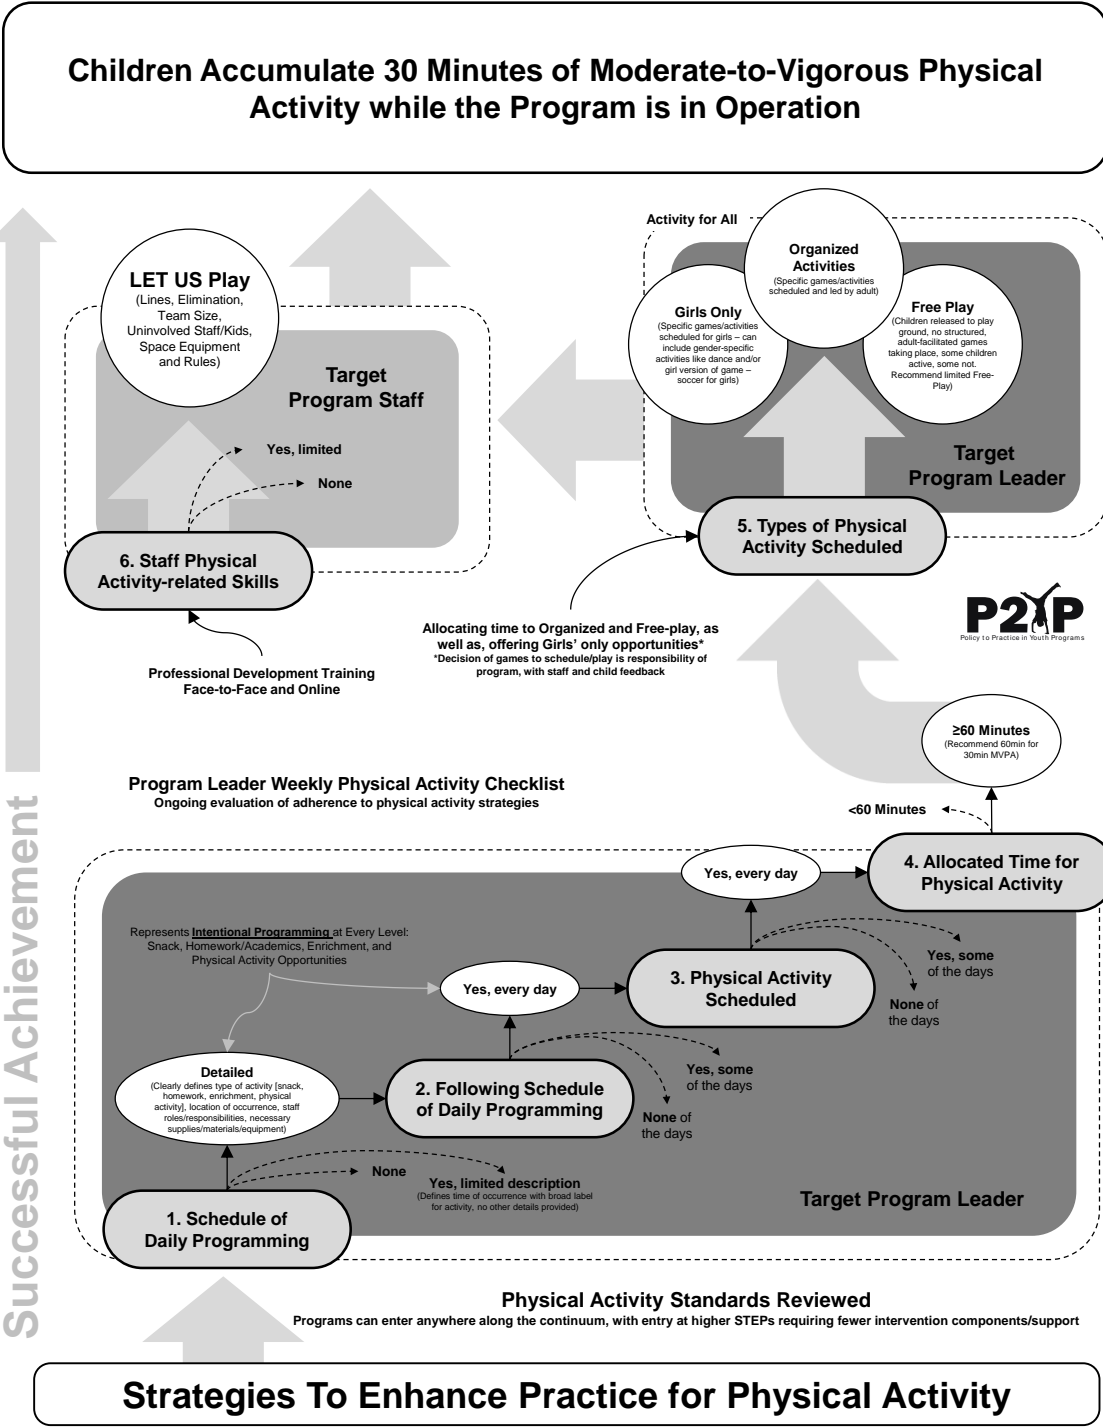 Children Accumulate 30 Minutes of Moderate-to-Vigorous Physical
Activity while the Program is in Operation
Activity for All
LET US Play
(Lines, Elimination,
Team Size,
Uninvolved Staff/Kids,
Space Equipment
and Rules)
Target
Program Staff
Yes, limited
None
6. Staff Physical
Activity-related Skills
Professional Development Training
Face-to-Face and Online
Organized
Activities
(Specific games/activities
scheduled and led by adult)
Girls Only
(Specific games/activities
scheduled for girls – can
include gender-specific
activities like dance and/or
girl version of game –
soccer for girls)
Free Play
(Children released to play
ground, no structured,
adult-facilitated games
taking place, some children
active, some not.
Recommend limited Free-
Play)
Target
Program Leader
5. Types of Physical
Activity Scheduled
Allocating time to Organized and Free-play, as
well as, offering Girls' only opportunities*
*Decision of games to schedule/play is responsibility of
program, with staff and child feedback
P2YP
Policy to Practice in Youth Programs
≥60 Minutes
(Recommend 60min for
30min MVPA)
<60 Minutes
4. Allocated Time for
Physical Activity
Program Leader Weekly Physical Activity Checklist
Ongoing evaluation of adherence to physical activity strategies
Yes, every day
Represents Intentional Programming at Every Level:
Snack, Homework/Academics, Enrichment, and
Physical Activity Opportunities
Yes, some
of the days
3. Physical Activity
Scheduled
None of
the days
Yes, every day
Yes, some
of the days
2. Following Schedule
of Daily Programming
None of
the days
Detailed
(Clearly defines type of activity [snack,
homework, enrichment, physical
activity], location of occurrence, staff
roles/responsibilities, necessary
supplies/materials/equipment)
None
Yes, limited description
(Defines time of occurrence with broad label
for activity, no other details provided)
1. Schedule of
Daily Programming
Target Program Leader
Successful Achievement
Physical Activity Standards Reviewed
Programs can enter anywhere along the continuum, with entry at higher STEPs requiring fewer intervention components/support
Strategies To Enhance Practice for Physical Activity